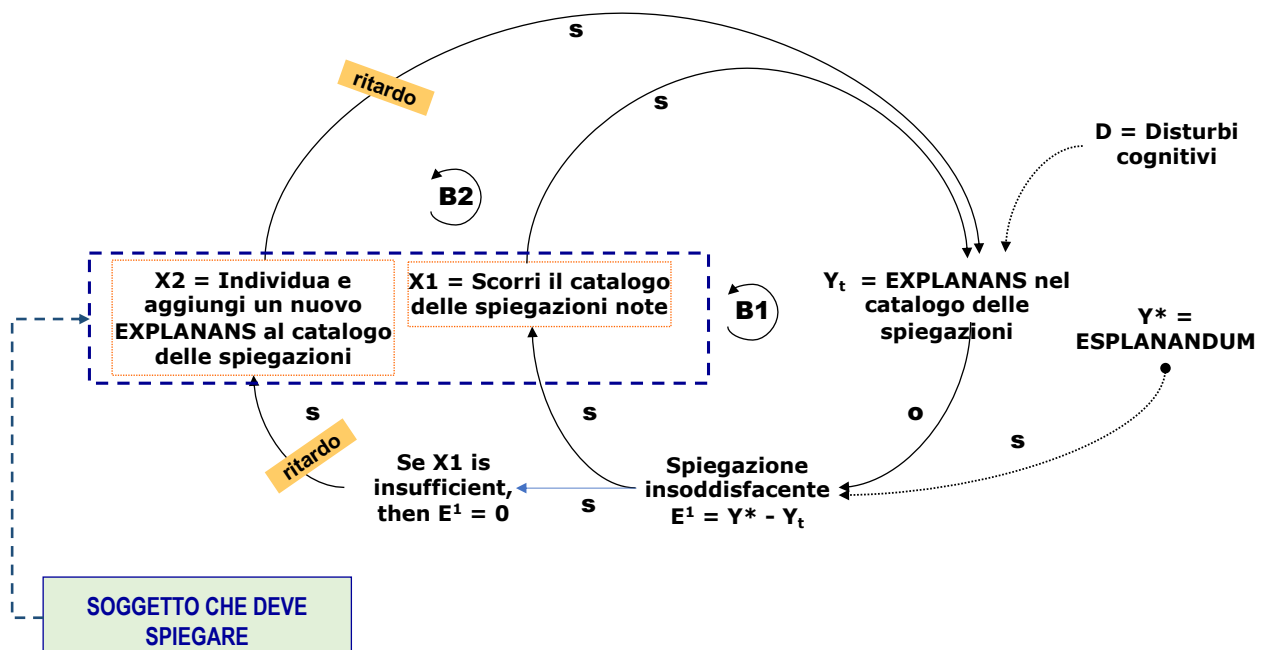 s
ritardo
s
D = Disturbi
cognitivi
B2
X2 = Individua e
aggiungi un nuovo
EXPLANANS al catalogo
delle spiegazioni
X1 = Scorri il catalogo
delle spiegazioni note
B1
Yₜ = EXPLANANS nel
catalogo delle
spiegazioni
Y* =
ESPLANANDUM
s
ritardo
s
o
s
Se X1 is
insufficient,
then E¹ = 0
s
Spiegazione
insoddisfacente
E¹ = Y* - Yₜ
SOGGETTO CHE DEVE
SPIEGARE